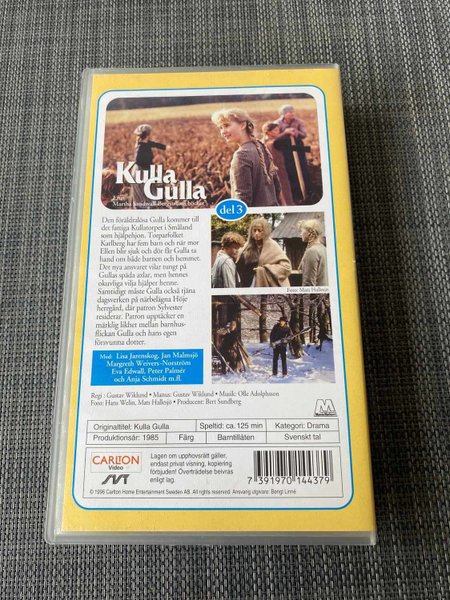 Kulla
Gulla
efter
Martha Sandwall-Bergströms böcker
del 3
Den föräldralösa Gulla kommer till
det fattiga Kullatorpet i Småland
som hjälpehjon. Torparfolket
Karlberg har fem barn och när mor
Ellen blir sjuk och dör får Gulla ta
hand om både barnen och hemmet.
Det nya ansvaret vilar tungt på
Gullas späda axlar, men hennes
okuvliga vilja hjälper henne.
Samtidigt måste Gulla också tjäna
dagsverken på närbelägna Höje
herrgård, där patron Sylvester
residerar. Patron upptäcker en
märklig likhet mellan barnhus-
flickan Gulla och hans egen
försvunna dotter.
Foto: Mats Hallesjö
Med: Lisa Jarenskog, Jan Malmsjö
Margreth Weivers-Norström
Eva Edwall, Peter Palmér
och Anja Schmidt m.fl.
Regi : Gustav Wiklund • Manus: Gustav Wiklund • Musik: Olle Adolphsson
Foto: Hans Welin, Mats Hallesjö • Producent: Bert Sundberg
M
Originaltitel: Kulla Gulla
Speltid: ca.125 min
Kategori: Drama
Produktionsår: 1985
Färg
Barntillåten
Svenskt tal
CARLTON
Video
SVT
Lagen om upphovsrätt gäller,
endast privat visning, kopiering
förbjuden! Överträdelse beivras
enligt lag.
7 391970 144379
© 1996 Carlton Home Entertainment Sweden AB. All rights reserved. Ansvarig utgivare: Bengt Linné